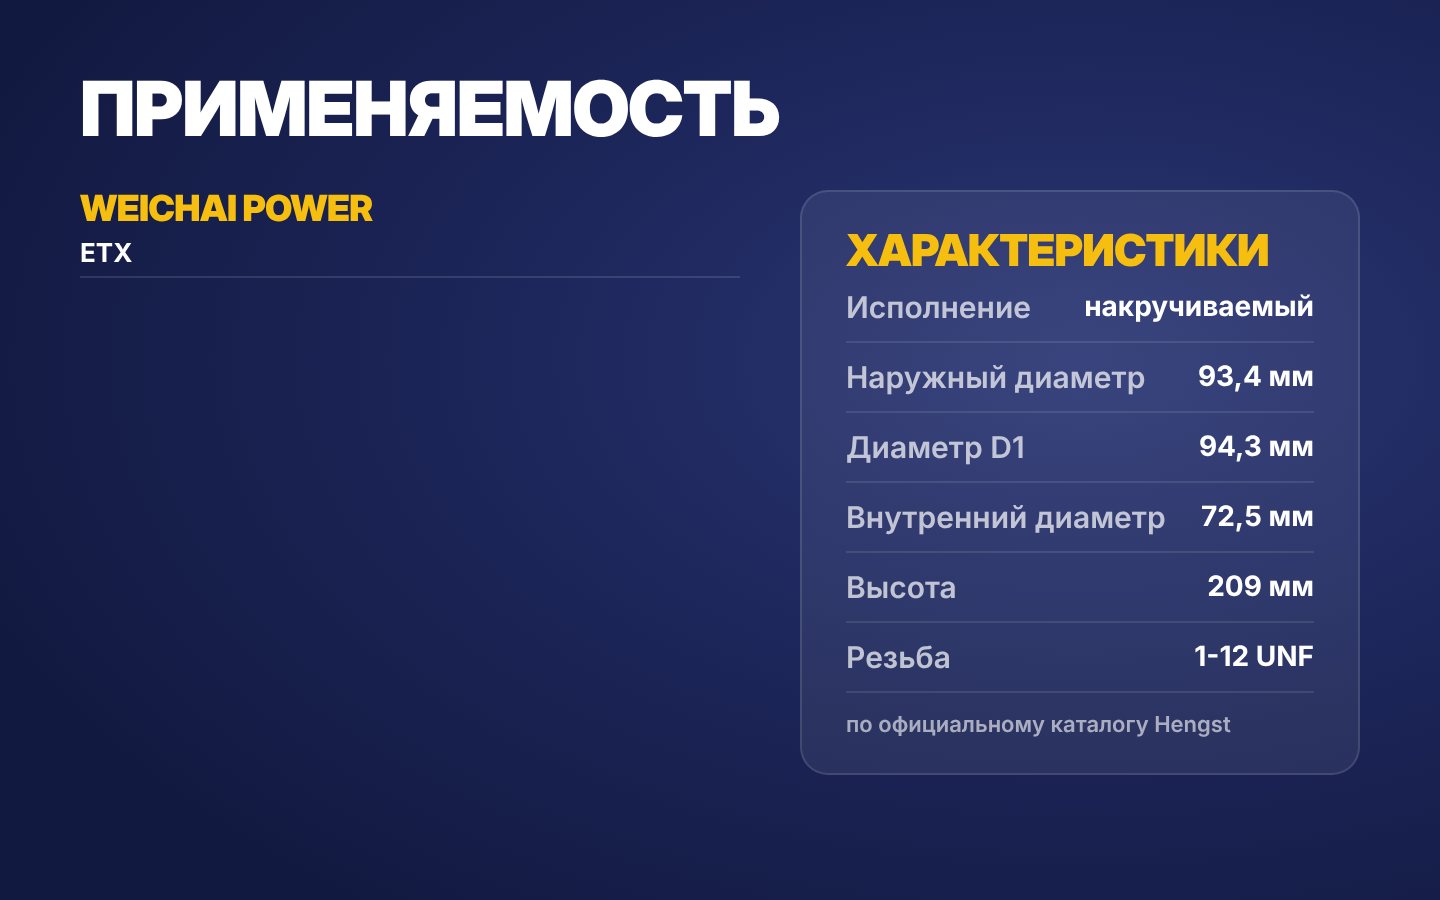 ПРИМЕНЯЕМОСТЬ
WEICHAI POWER
ETX
ХАРАКТЕРИСТИКИ
Исполнение накручиваемый
Наружный диаметр 93,4 мм
Диаметр D1 94,3 мм
Внутренний диаметр 72,5 мм
Высота 209 мм
Резьба 1-12 UNF
по официальному каталогу Hengst